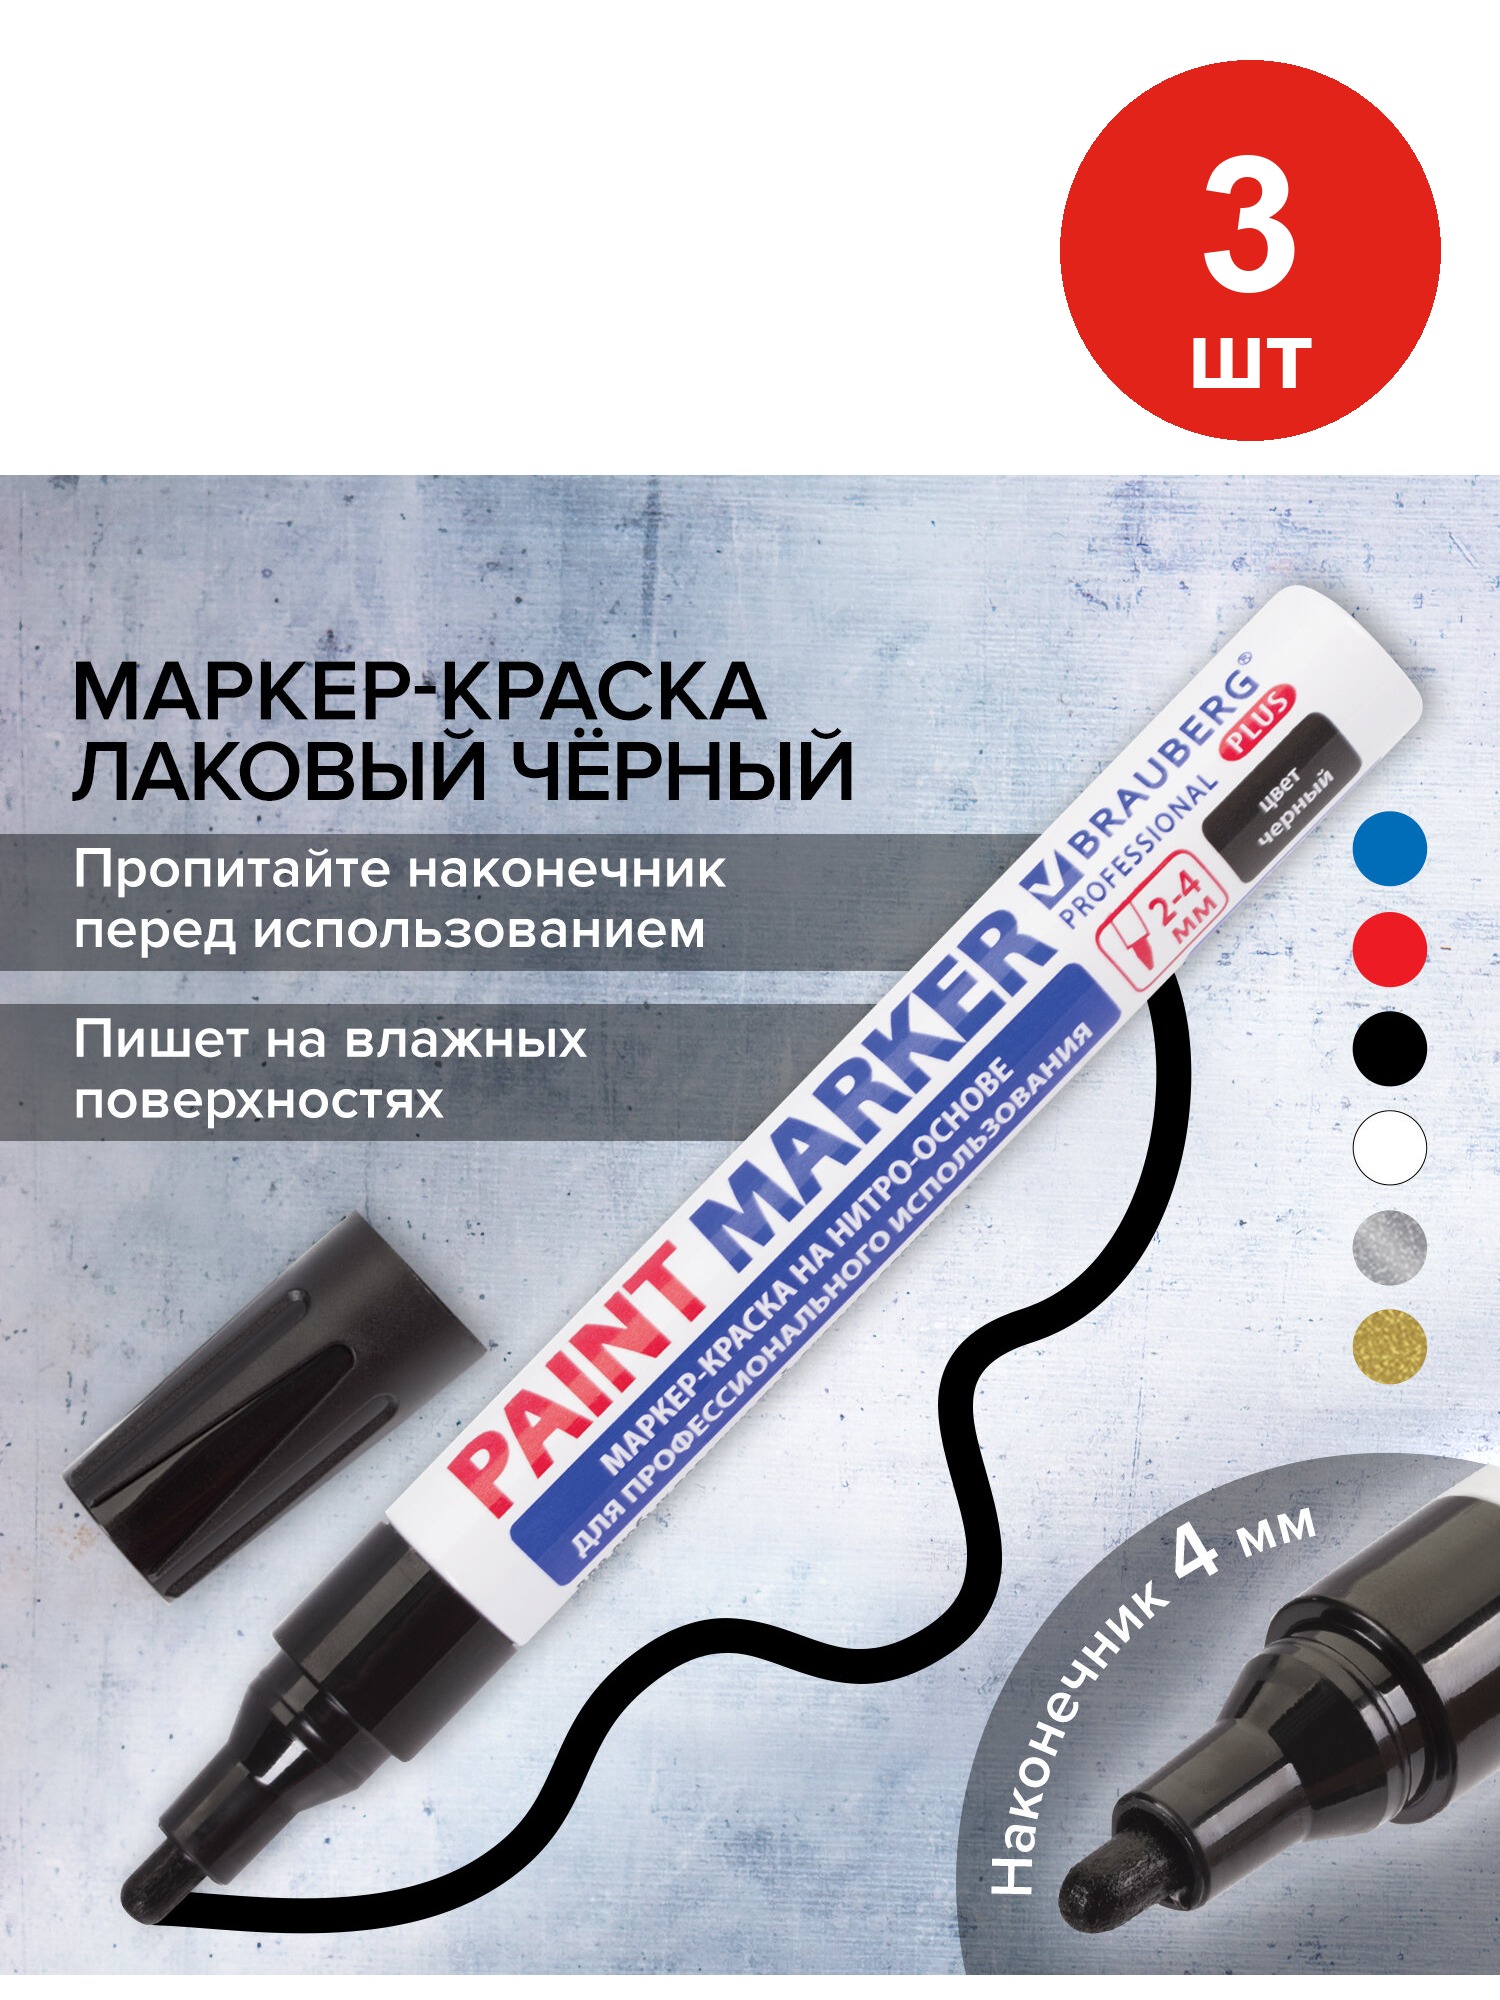 3
шт
МАРКЕР-КРАСКА
ЛАКОВЫЙ ЧЁРНЫЙ
Пропитайте наконечник
перед использованием
Пишет на влажных
поверхностях
BRAUBERG®
PROFESSIONAL PLUS
цвет
черный
2-4
мм
PAINT MARKER
МАРКЕР-КРАСКА НА НИТРО-ОСНОВЕ
ДЛЯ ПРОФЕССИОНАЛЬНОГО ИСПОЛЬЗОВАНИЯ
Наконечник 4 мм